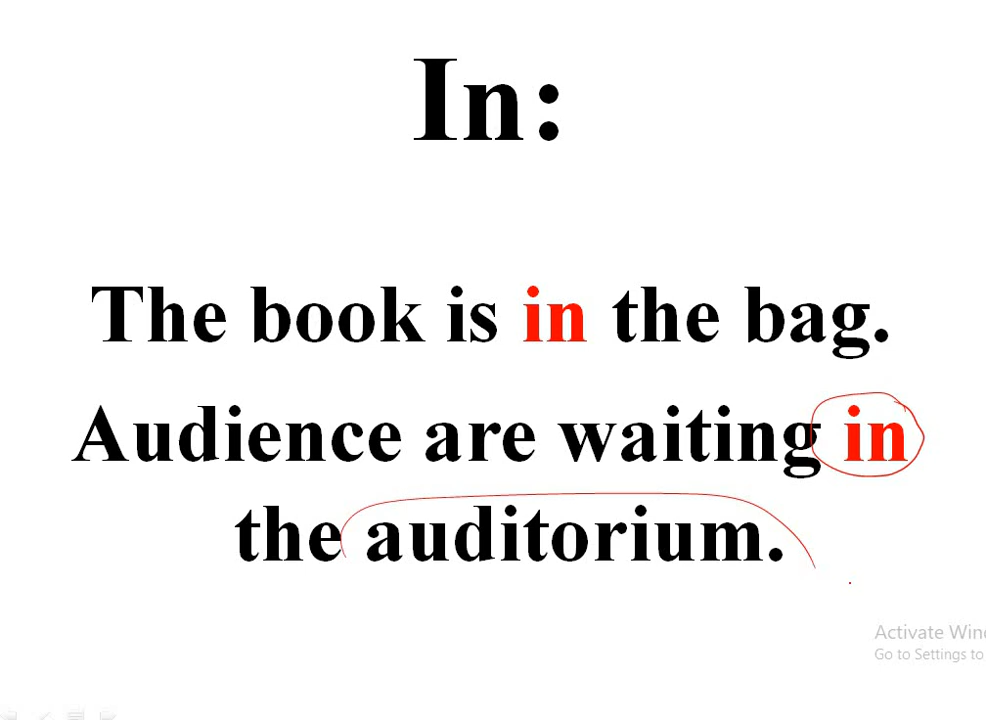 In:
The book is in the bag.
Audience are waiting in
the auditorium.
Activate Win
Go to Settings to